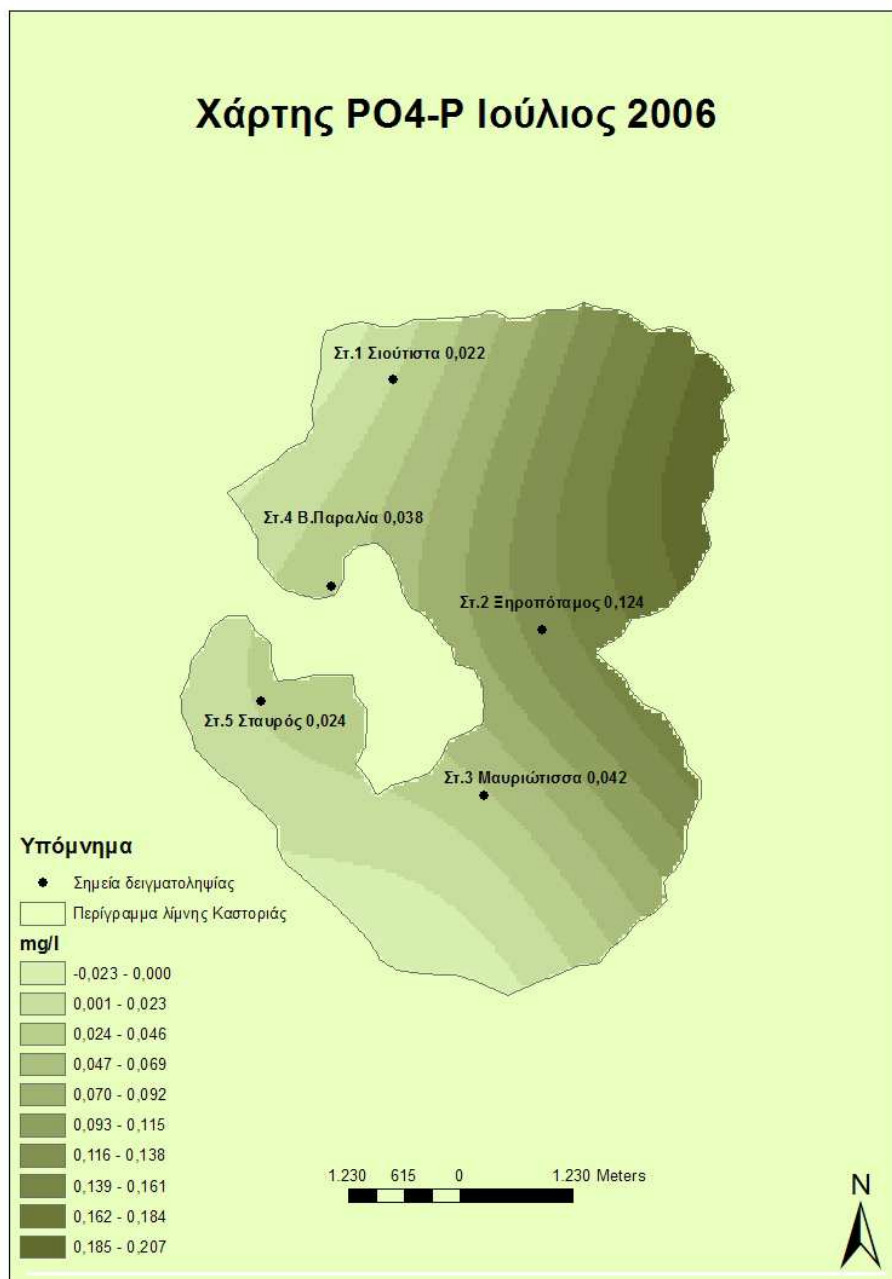 Χάρτης PO4-P Ιούλιος 2006
Στ.1 Σιούτιστα 0,022
Στ.4 Β.Παραλία 0,038
Στ.2 Ξηροπόταμος 0,124
Στ.5 Σταυρός 0,024
Στ.3 Μαυριώτισσα 0,042
Υπόμνημα
Σημεία δειγματοληψίας
Περίγραμμα λίμνης Καστοριάς
mg/l
-0,023 - 0,000
0,001 - 0,023
0,024 - 0,046
0,047 - 0,069
0,070 - 0,092
0,093 - 0,115
0,116 - 0,138
0,139 - 0,161
0,162 - 0,184
0,185 - 0,207
1.230 615 0 1.230 Meters
N